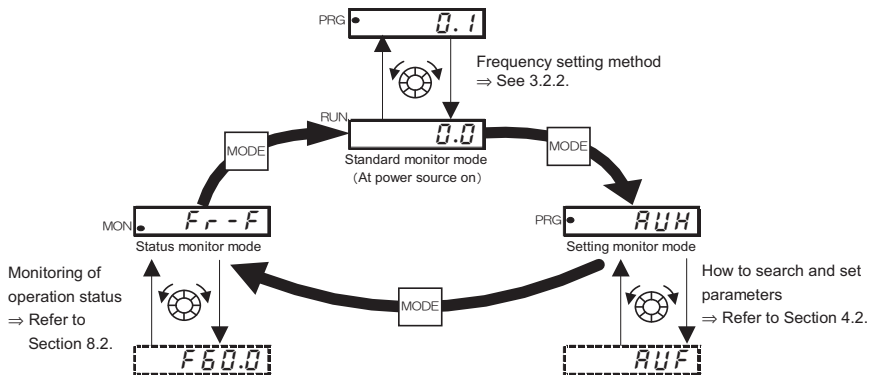 PRG
0.1
Frequency setting method
⇒ See 3.2.2.
RUN
0.0
MODE
MODE
Standard monitor mode
(At power source on)
MON
Fr-F
Status monitor mode
PRG
AUH
Setting monitor mode
Monitoring of
operation status
⇒ Refer to
Section 8.2.
MODE
How to search and set
parameters
⇒ Refer to Section 4.2.
F60.0
AUF